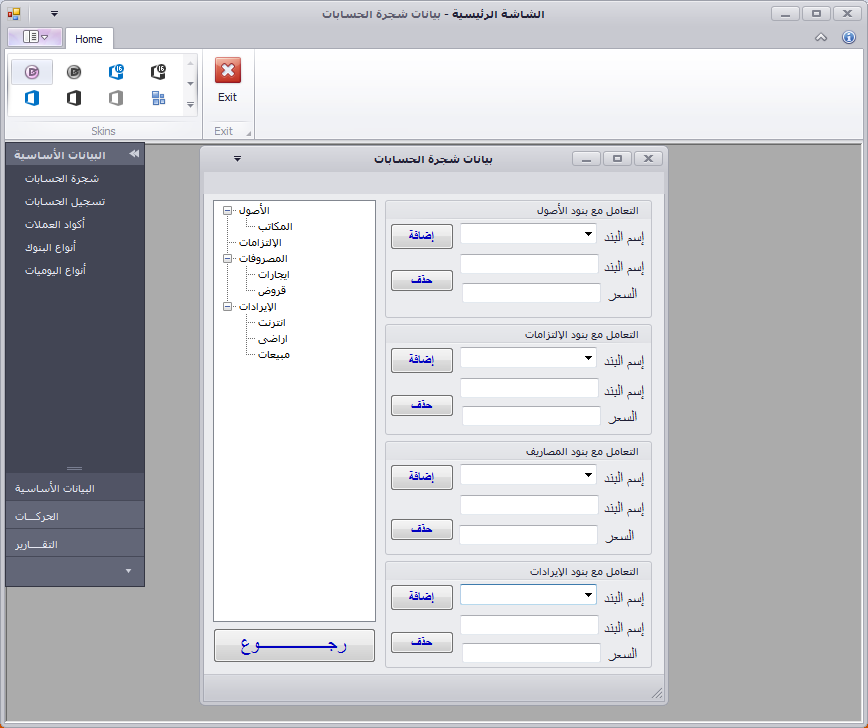 الشاشة الرئيسية - بيانات شجرة الحسابات
Home
Exit
Skins
Exit
البيانات الأساسية
شجرة الحسابات
تسجيل الحسابات
أكواد العملات
أنواع البنوك
أنواع اليوميات
البيانات الأساسـية
الحركـــات
التقــــارير
بيانات شجرة الحسابات
الأصول
المكاتب
الإلتزامات
المصروفات
ايجارات
قروض
الإيرادات
انترنت
اراضى
مبيعات
رجـــــــــوع
التعامل مع بنود الأصول
إسم البند
إضافة
إسم البند
حذف
السعر
التعامل مع بنود الإلتزامات
إسم البند
إضافة
إسم البند
حذف
السعر
التعامل مع بنود المصاريف
إسم البند
إضافة
إسم البند
حذف
السعر
التعامل مع بنود الإيرادات
إسم البند
إضافة
إسم البند
حذف
السعر